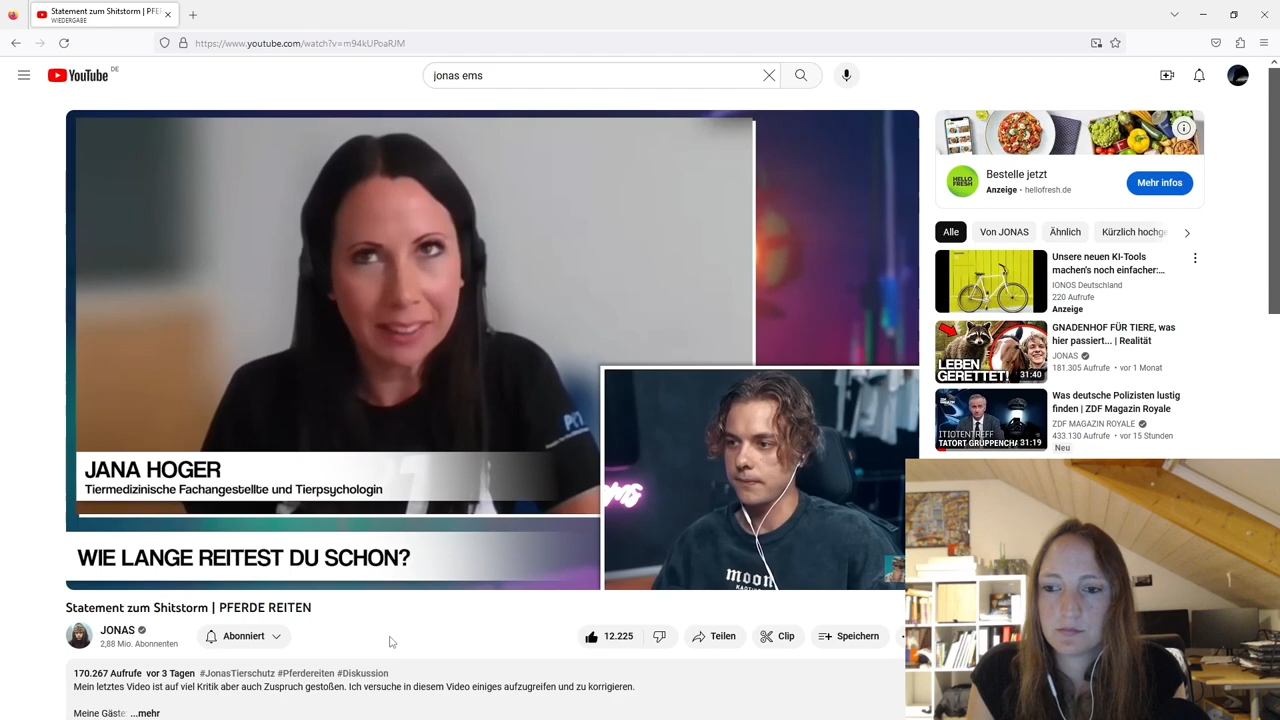 Statement zum Shitstorm | PFE
WIEDERGABE
https://www.youtube.com/watch?v=m94kUPoaRJM
YouTube DE
jonas ems
JANA HOGER
Tiermedizinische Fachangestellte und Tierpsychologin
WIE LANGE REITEST DU SCHON?
moon
Statement zum Shitstorm | PFERDE REITEN
JONAS
2,88 Mio. Abonnenten
Abonniert
12.225
Teilen
Clip
Speichern
170.267 Aufrufe vor 3 Tagen #JonasTierschutz #Pferdereiten #Diskussion
Mein letztes Video ist auf viel Kritik aber auch Zuspruch gestoßen. Ich versuche in diesem Video einiges aufzugreifen und zu korrigieren.
Meine Gäste ...mehr
HELLO
FRESH
Bestelle jetzt
Anzeige · hellofresh.de
Mehr infos
Alle
Von JONAS
Ähnlich
Kürzlich hochge
Unsere neuen KI-Tools
machen's noch einfacher:...
IONOS Deutschland
220 Aufrufe
Anzeige
LEBEN
GERETTET!
31:40
GNADENHOF FÜR TIERE, was
hier passiert... | Realität
JONAS
181.305 Aufrufe · vor 1 Monat
ITIOTENTREFF
TATORT GRUPPENCHA
31:19
Was deutsche Polizisten lustig
finden | ZDF Magazin Royale
ZDF MAGAZIN ROYALE
433.130 Aufrufe · vor 15 Stunden
Neu